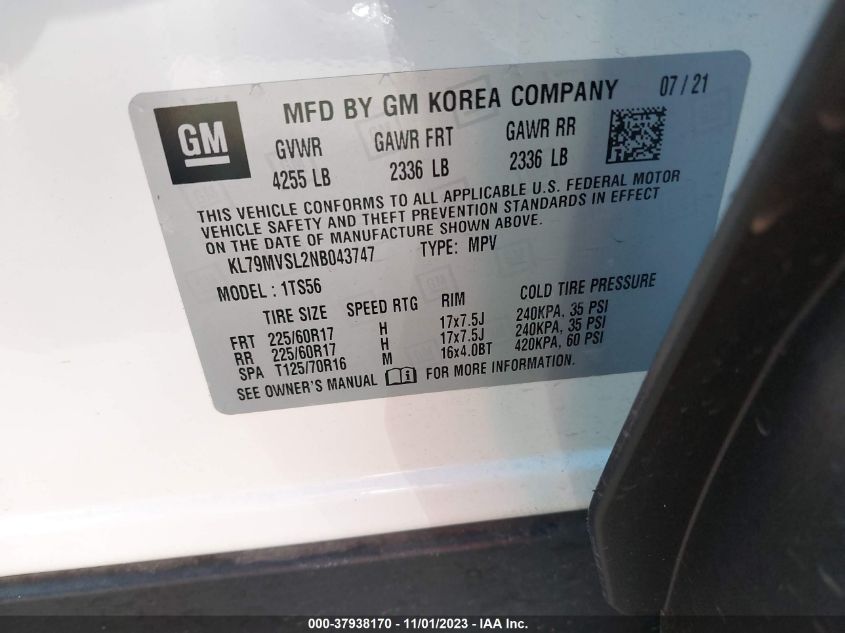 GM
MFD BY GM KOREA COMPANY 07/21
GVWR GAWR FRT GAWR RR
4255 LB 2336 LB 2336 LB
THIS VEHICLE CONFORMS TO ALL APPLICABLE U.S. FEDERAL MOTOR
VEHICLE SAFETY AND THEFT PREVENTION STANDARDS IN EFFECT
ON THE DATE OF MANUFACTURE SHOWN ABOVE.
KL79MVSL2NB043747 TYPE: MPV
MODEL : 1TS56
TIRE SIZE SPEED RTG RIM COLD TIRE PRESSURE
FRT 225/60R17 H 17x7.5J 240KPA, 35 PSI
RR 225/60R17 H 17x7.5J 240KPA, 35 PSI
SPA T125/70R16 M 16x4.0BT 420KPA, 60 PSI
SEE OWNER'S MANUAL FOR MORE INFORMATION.
000-37938170 - 11/01/2023 - IAA Inc.